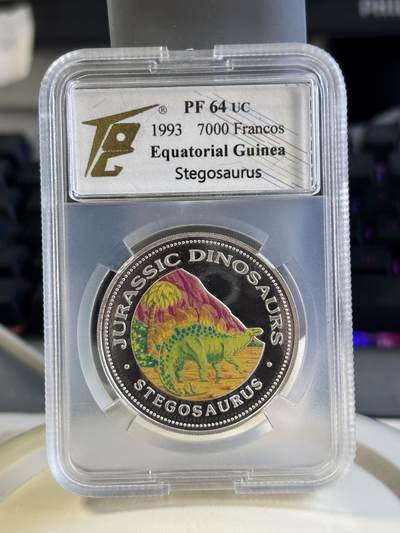 ® PF 64 UC
1993 7000 Francos
Equatorial Guinea
Stegosaurus
JURASSIC DINOSAURS
• STEGOSAURUS •